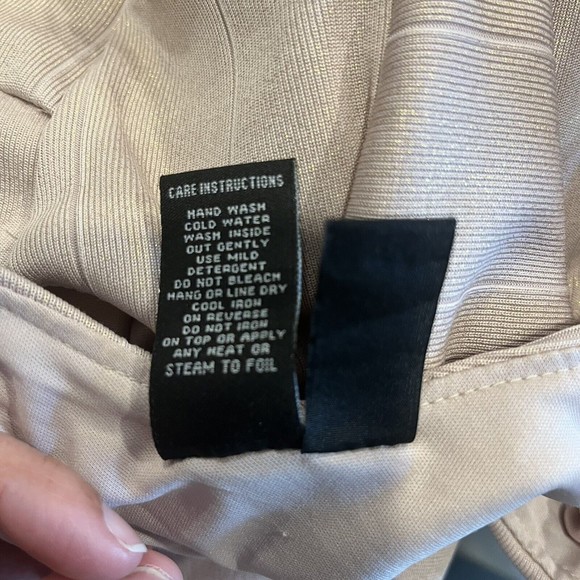 CARE INSTRUCTIONS
HAND WASH
COLD WATER
WASH INSIDE
OUT GENTLY
USE MILD
DETERGENT
DO NOT BLEACH
HANG OR LINE DRY
COOL IRON
ON REVERSE
DO NOT IRON
ON TOP OR APPLY
ANY HEAT OR
STEAM TO FOIL